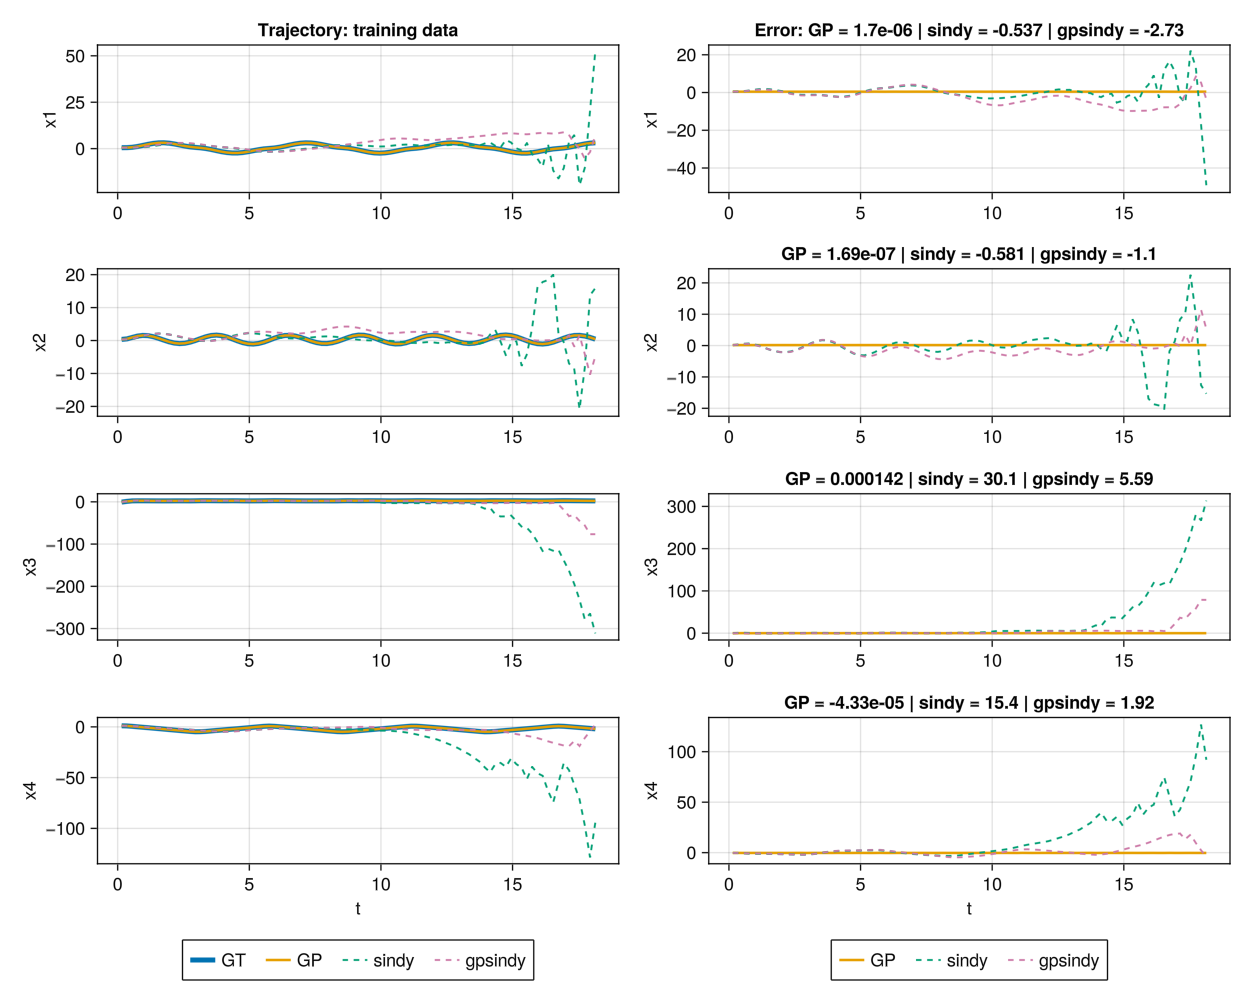 Trajectory: training data
x1
50
25
0
0 5 10 15
Error: GP = 1.7e-06 | sindy = -0.537 | gpsindy = -2.73
x1
20
0
−20
−40
0 5 10 15
x2
20
10
0
−10
−20
0 5 10 15
GP = 1.69e-07 | sindy = -0.581 | gpsindy = -1.1
x2
20
10
0
−10
−20
0 5 10 15
x3
0
−100
−200
−300
0 5 10 15
GP = 0.000142 | sindy = 30.1 | gpsindy = 5.59
x3
300
200
100
0
0 5 10 15
x4
0
−50
−100
0 5 10 15
t
GP = -4.33e-05 | sindy = 15.4 | gpsindy = 1.92
x4
100
50
0
0 5 10 15
t
GT GP sindy gpsindy
GP sindy gpsindy